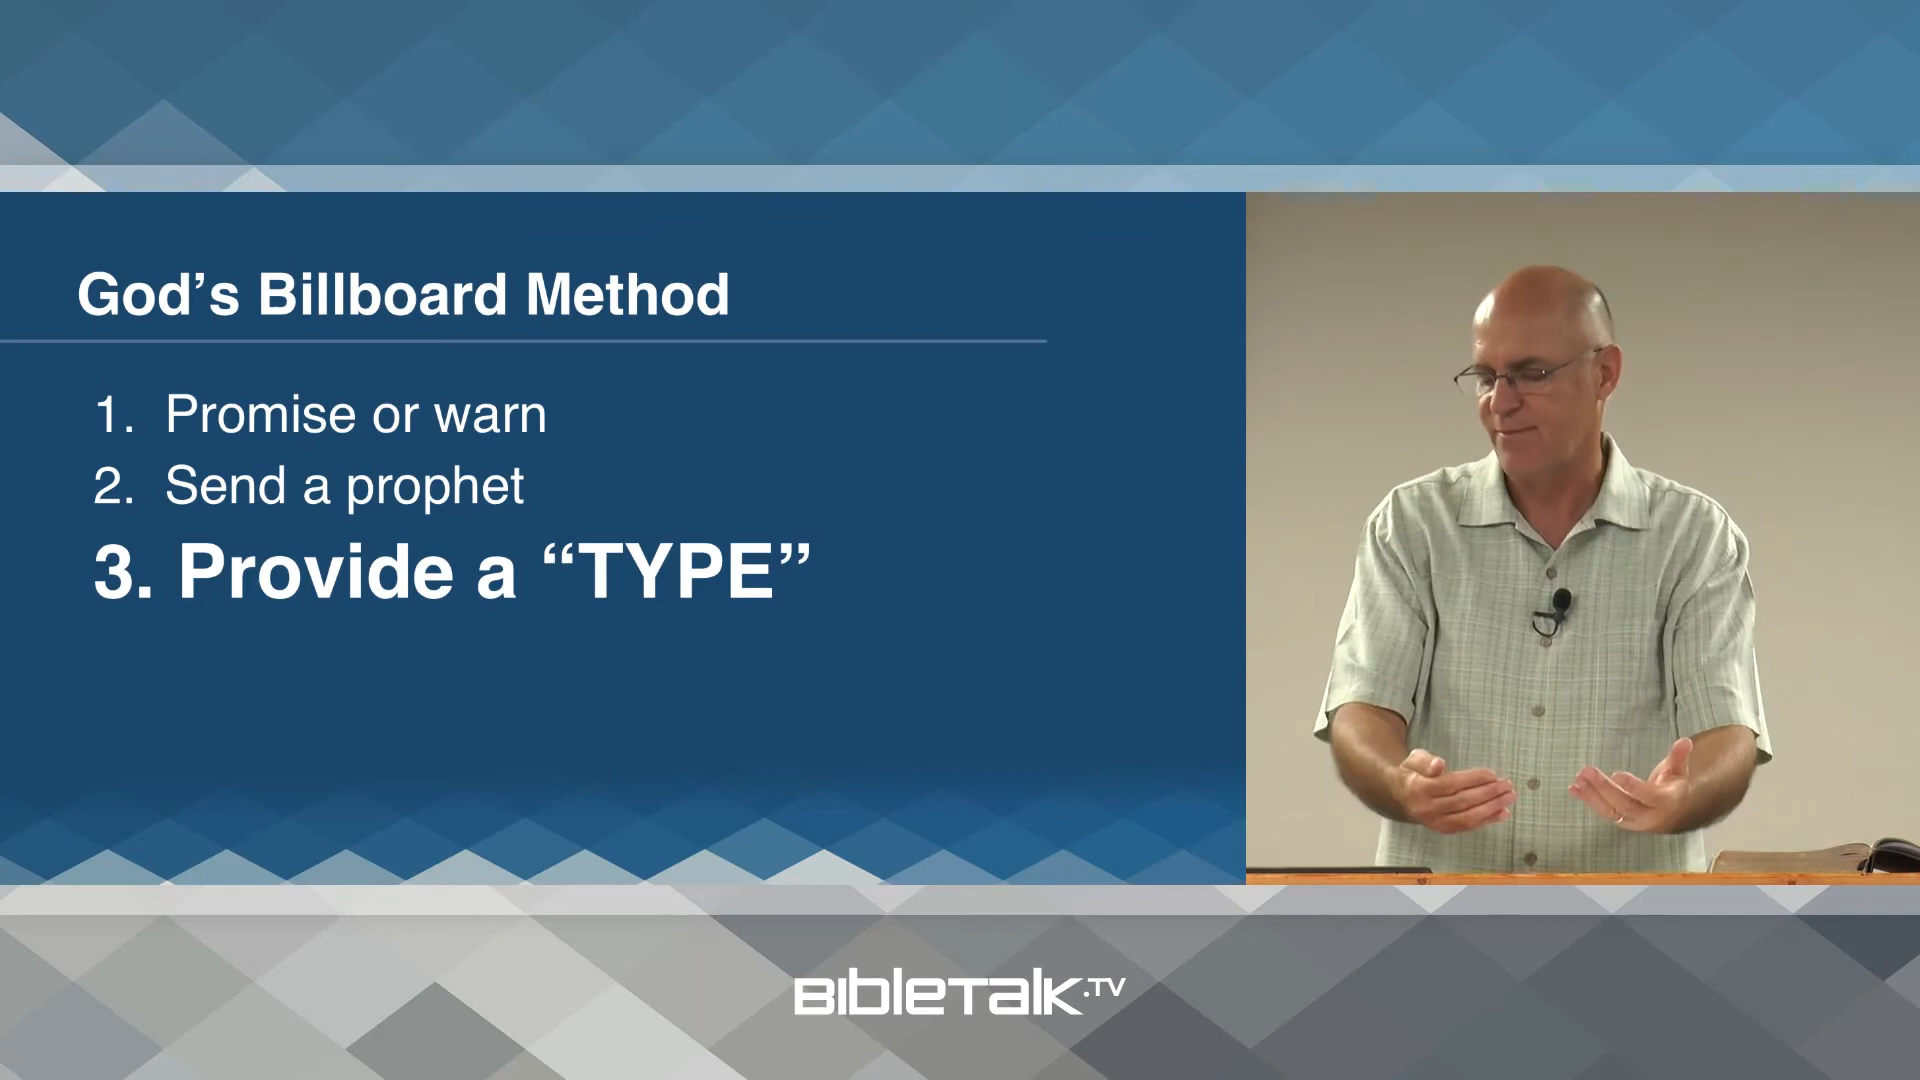 God’s Billboard Method
1. Promise or warn
2. Send a prophet
3. Provide a “TYPE”
BIBLETALK.TV